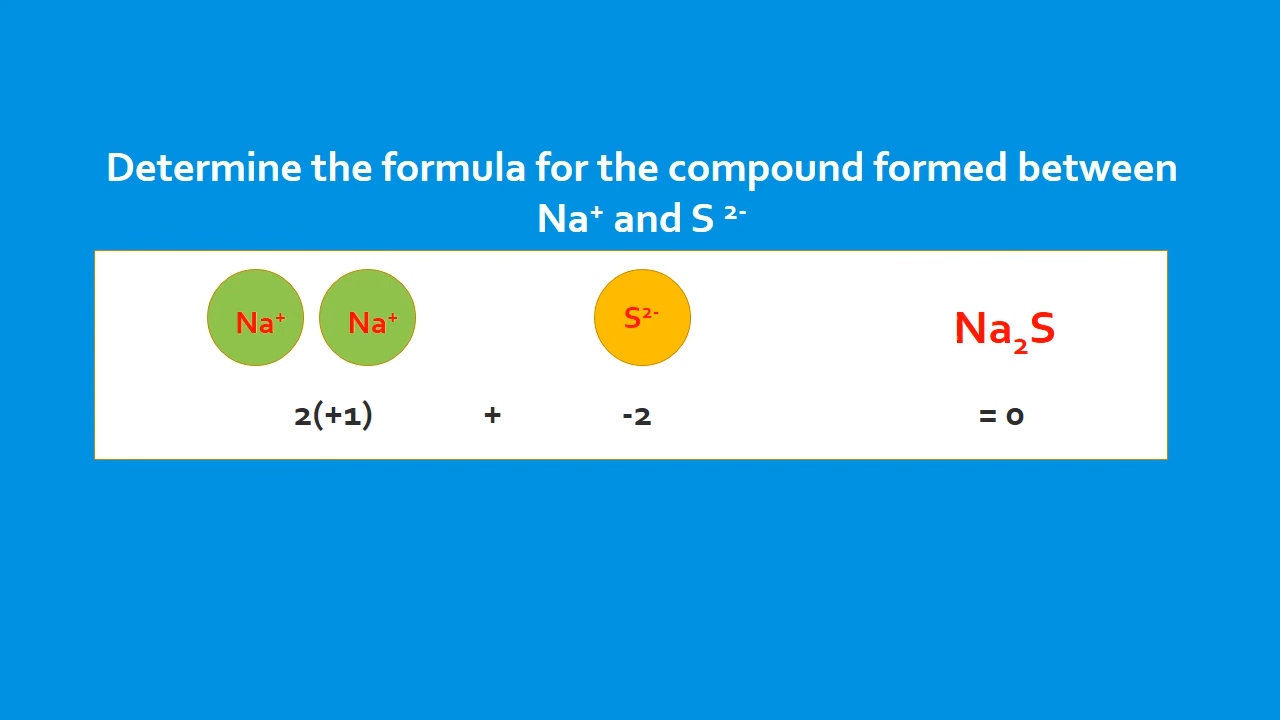 Determine the formula for the compound formed between
Na⁺ and S ²⁻
Na⁺ Na⁺ S²⁻ Na₂S
2(+1) + -2 = 0